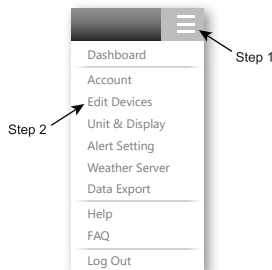 Step 1
Dashboard
Account
Edit Devices
Step 2
Unit & Display
Alert Setting
Weather Server
Data Export
Help
FAQ
Log Out